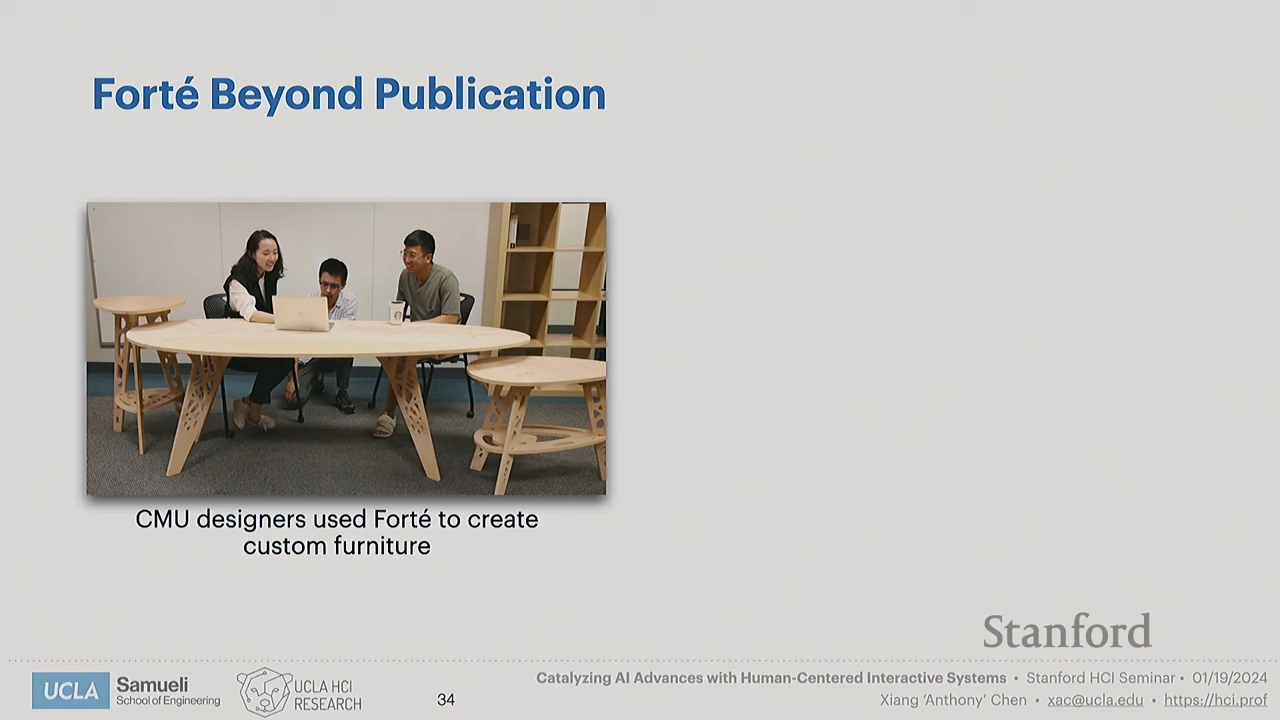 Forté Beyond Publication
CMU designers used Forté to create
custom furniture
Stanford
UCLA
Samueli
School of Engineering
UCLA HCI
RESEARCH
34
Catalyzing AI Advances with Human-Centered Interactive Systems • Stanford HCI Seminar • 01/19/2024
Xiang ‘Anthony’ Chen • xac@ucla.edu • https://hci.prof